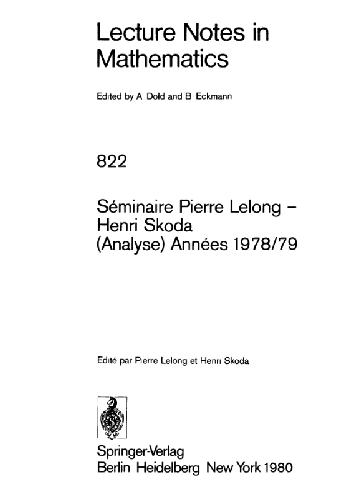 Lecture Notes in
Mathematics
Edited by A Dold and B Eckmann
822
Séminaire Pierre Lelong –
Henri Skoda
(Analyse) Années 1978/79
Edité par Pierre Lelong et Henri Skoda
Springer-Verlag
Berlin Heidelberg New York 1980